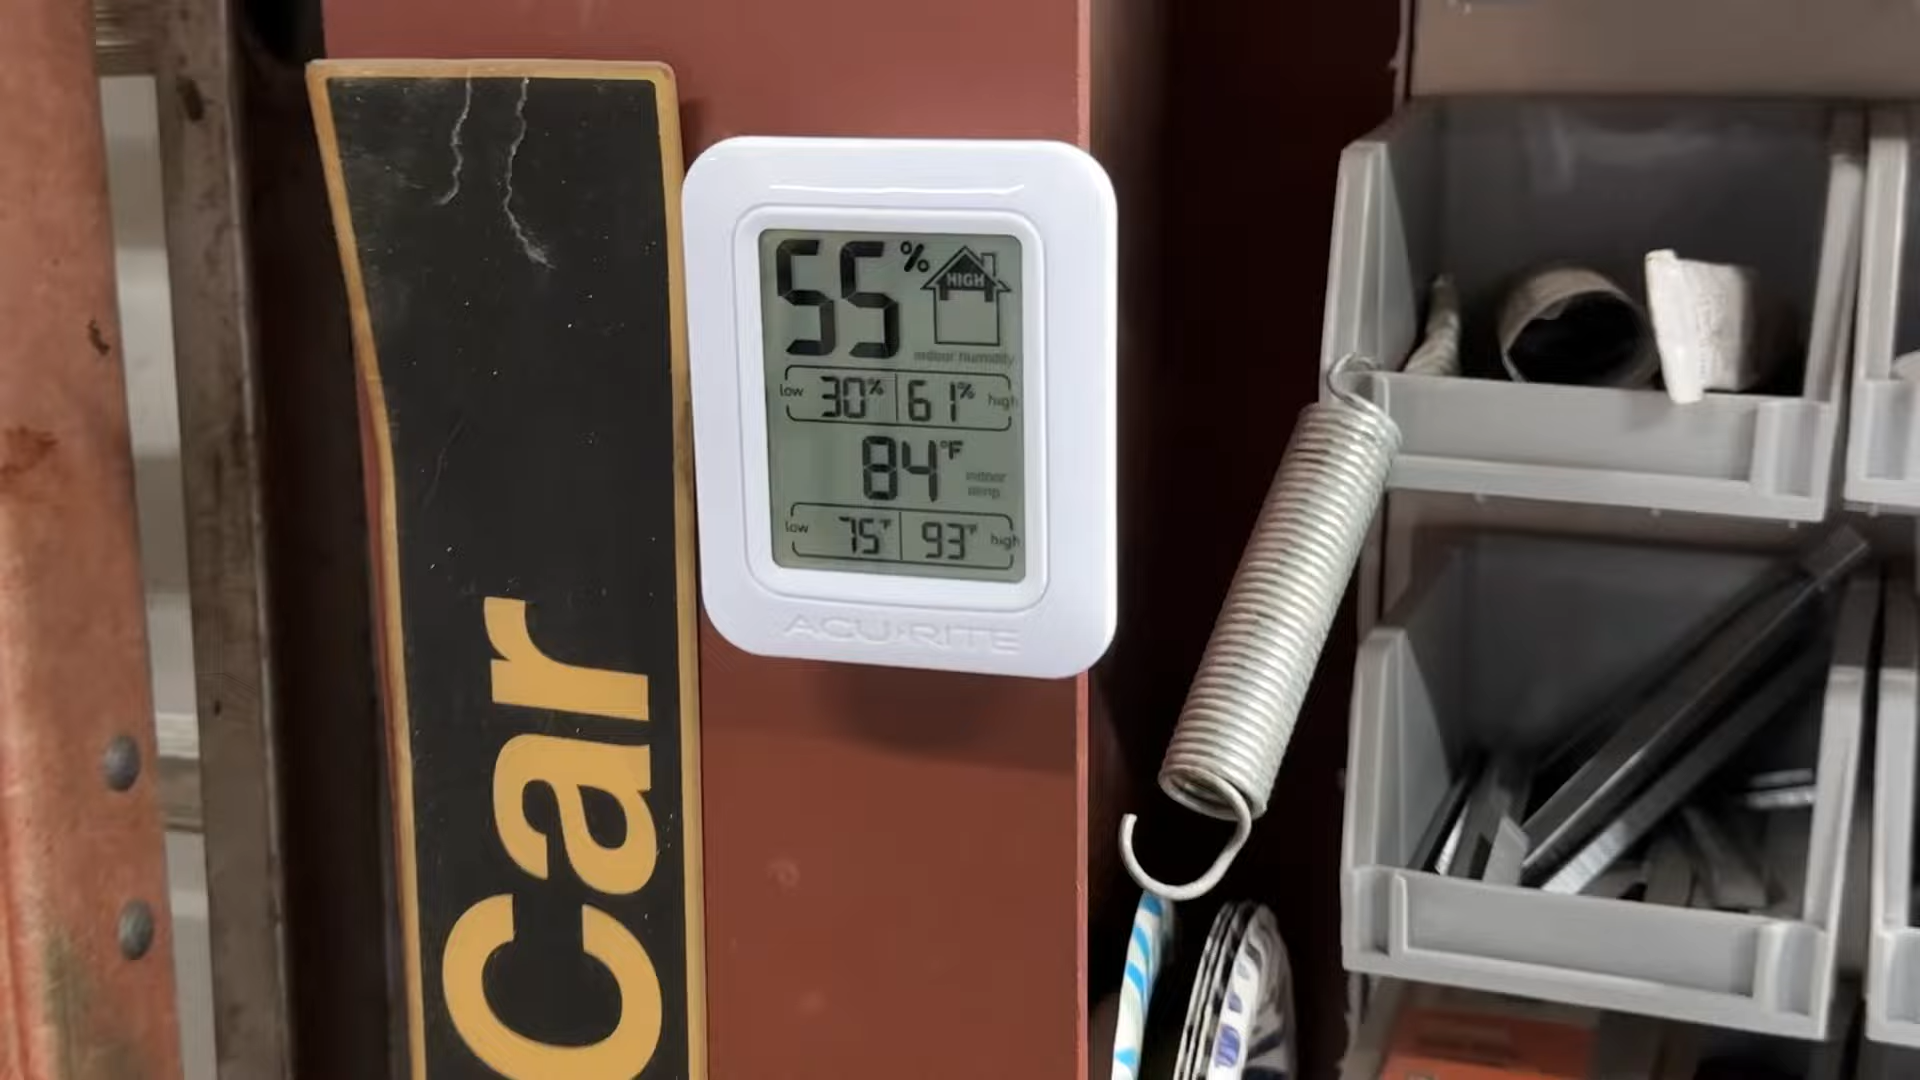 55%
HIGH
indoor humidity
low 30% 61% high
84°F
indoor
temp
low 75°F 93°F high
ACU-RITE
Car